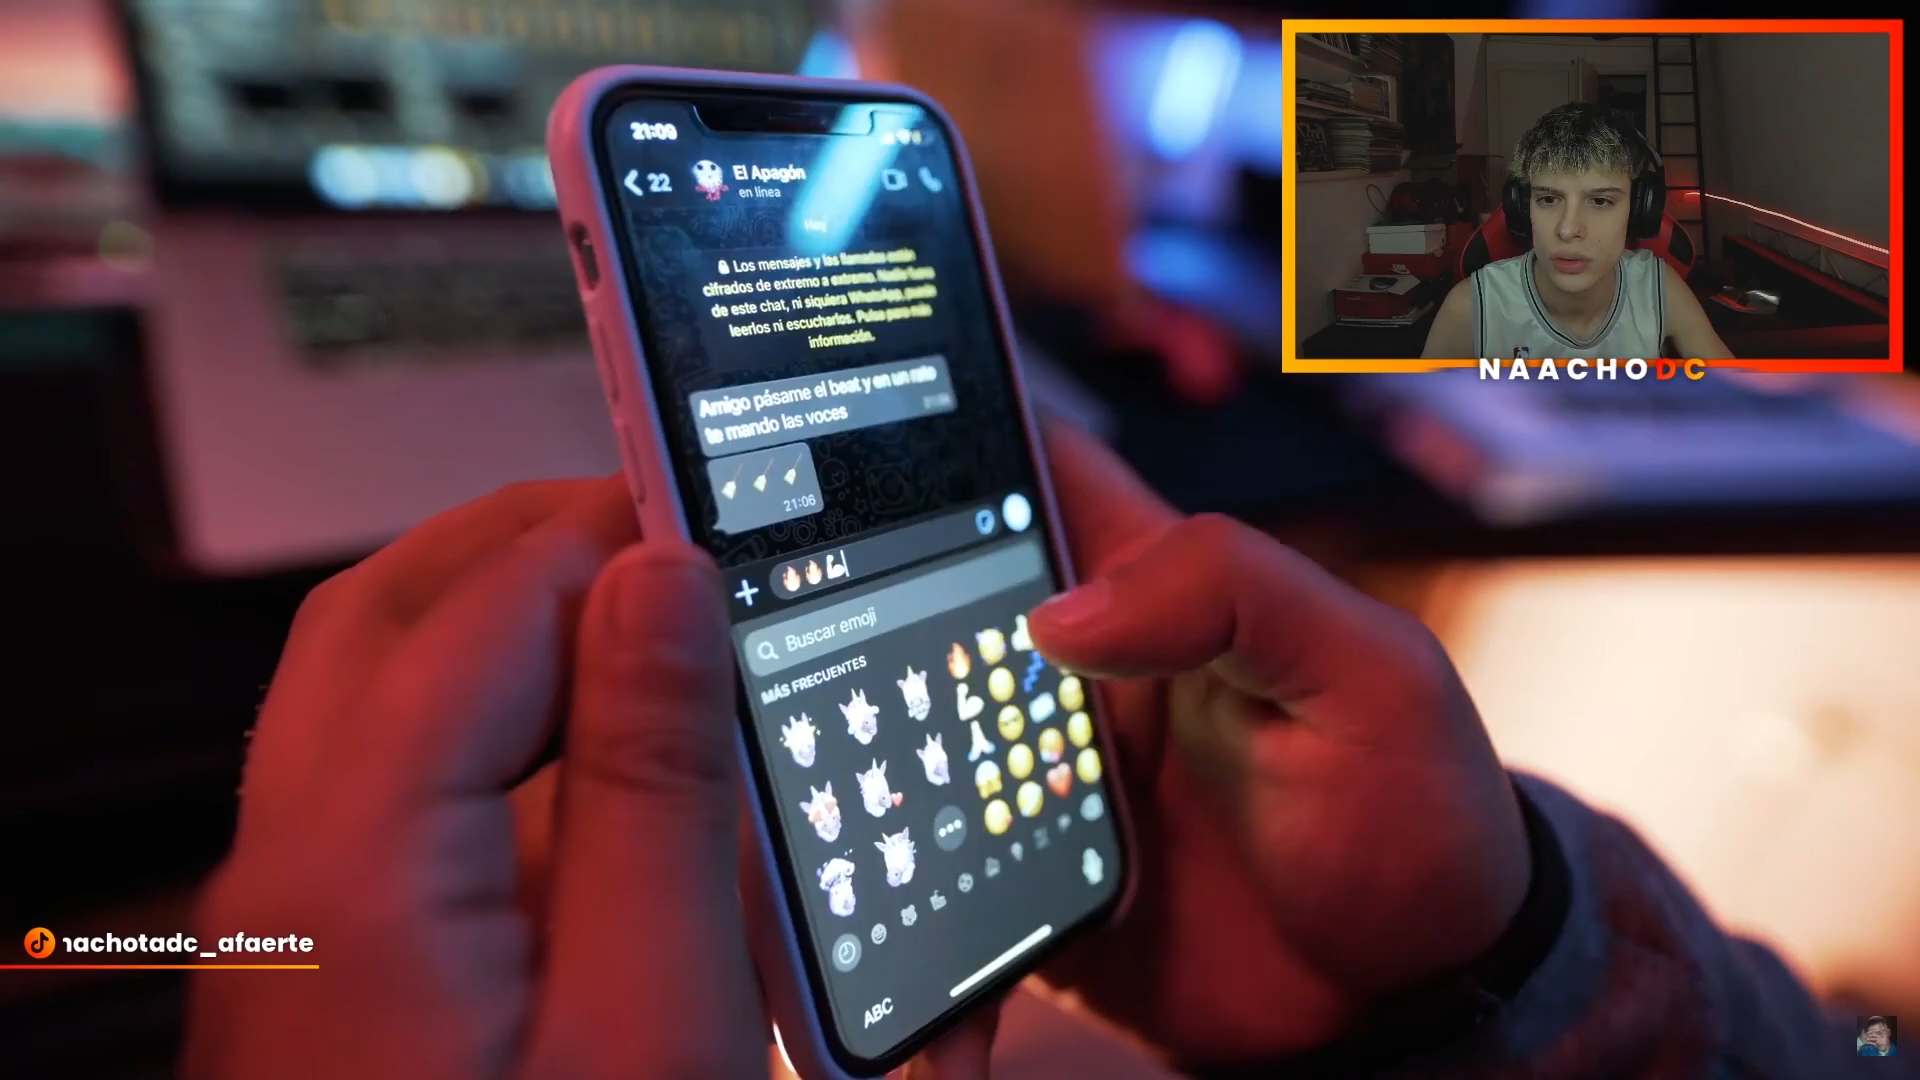 21:09
22
El Apagón
en línea
Hoy
Los mensajes y las llamadas están
cifrados de extremo a extremo. Nadie fuera
de este chat, ni siquiera WhatsApp, puede
leerlos ni escucharlos. Pulsa para más
información.
Amigo pásame el beat y en un rato
te mando las voces
21:06
Buscar emoji
MÁS FRECUENTES
ABC
NAACHODC
nachotadc_afaerte